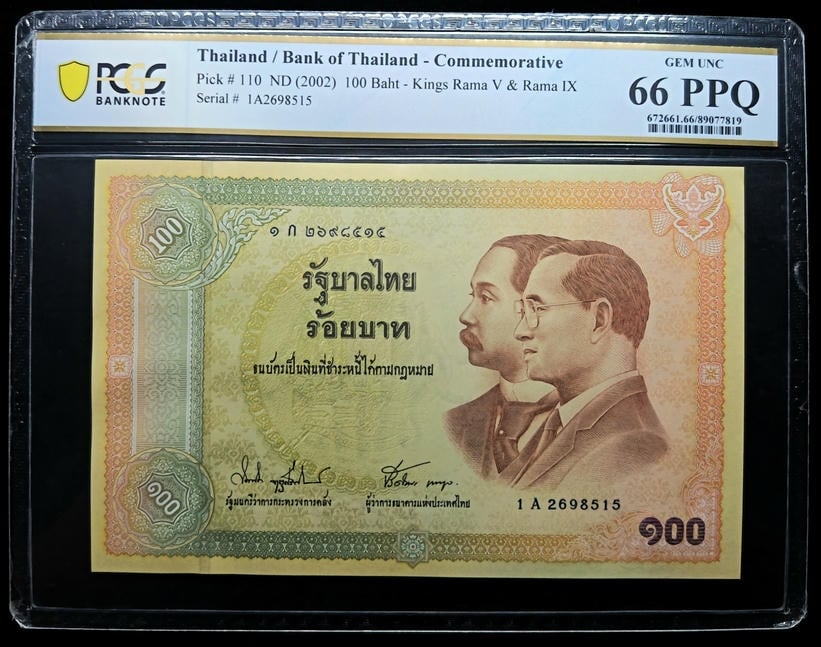 PCGS
BANKNOTE
Thailand / Bank of Thailand - Commemorative
Pick # 110 ND (2002) 100 Baht - Kings Rama V & Rama IX
Serial # 1A2698515
GEM UNC
66 PPQ
672661.66/89077819
100
๑ ก ๒๖๙๘๕๑๕
รัฐบาลไทย
ร้อยบาท
ธนบัตรเป็นเงินที่ชำระหนี้ได้ตามกฎหมาย
รัฐมนตรีว่าการกระทรวงการคลัง
ผู้ว่าการธนาคารแห่งประเทศไทย
1 A 2698515
๑๐๐
๑๐๐